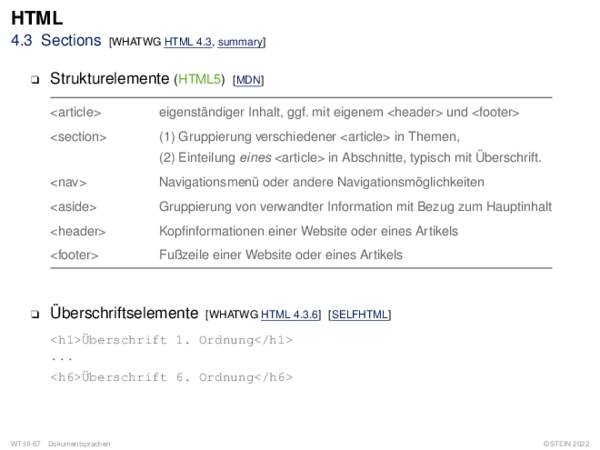 HTML
4.3 Sections [WHATWG HTML 4.3, summary]
❑ Strukturelemente (HTML5) [MDN]
<article> eigenständiger Inhalt, ggf. mit eigenem <header> und <footer>
<section> (1) Gruppierung verschiedener <article> in Themen,
(2) Einteilung eines <article> in Abschnitte, typisch mit Überschrift.
<nav> Navigationsmenü oder andere Navigationsmöglichkeiten
<aside> Gruppierung von verwandter Information mit Bezug zum Hauptinhalt
<header> Kopfinformationen einer Website oder eines Artikels
<footer> Fußzeile einer Website oder eines Artikels
❑ Überschriftselemente [WHATWG HTML 4.3.6] [SELFHTML]
<h1>Überschrift 1. Ordnung</h1>
...
<h6>Überschrift 6. Ordnung</h6>
WT:III-67 Dokumentsprachen ©STEIN 2022